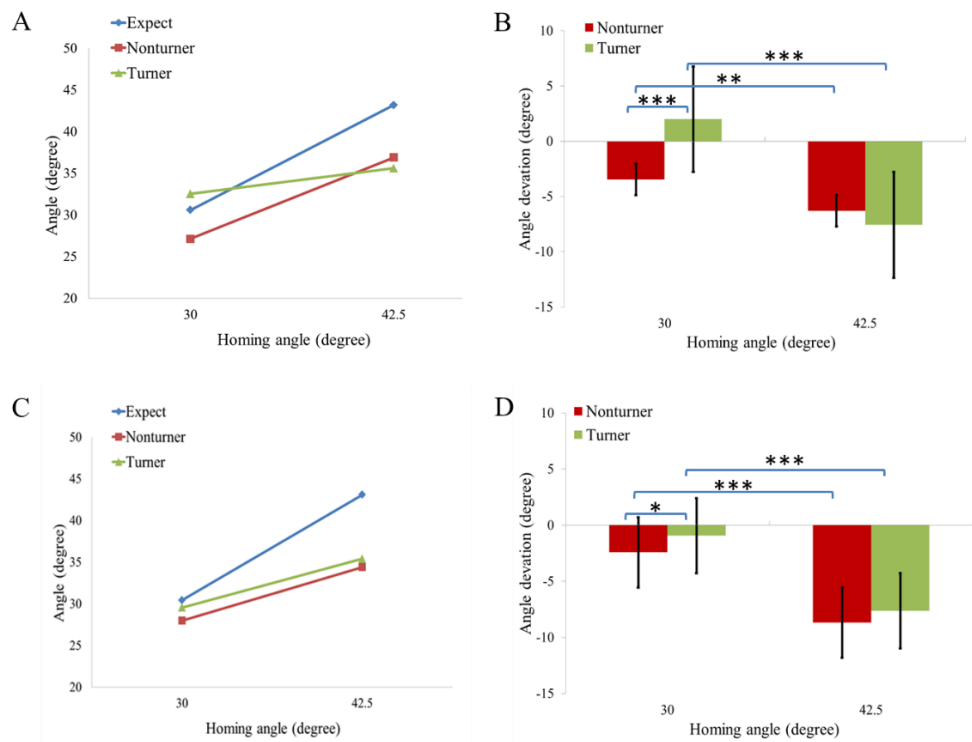 A
Expect
Nonturner
Turner
50
45
40
35
30
25
20
Angle (degree)
30
42.5
Homing angle (degree)
B
Nonturner
Turner
10
5
0
-5
-10
-15
Angle devation (degree)
***
**
***
30
42.5
Homing angle (degree)
C
Expect
Nonturner
Turner
50
45
40
35
30
25
20
Angle (degree)
30
42.5
Homing angle (degree)
D
Nonturner
Turner
10
5
0
-5
-10
-15
Angle devation (degree)
***
***
*
30
42.5
Homing angle (degree)